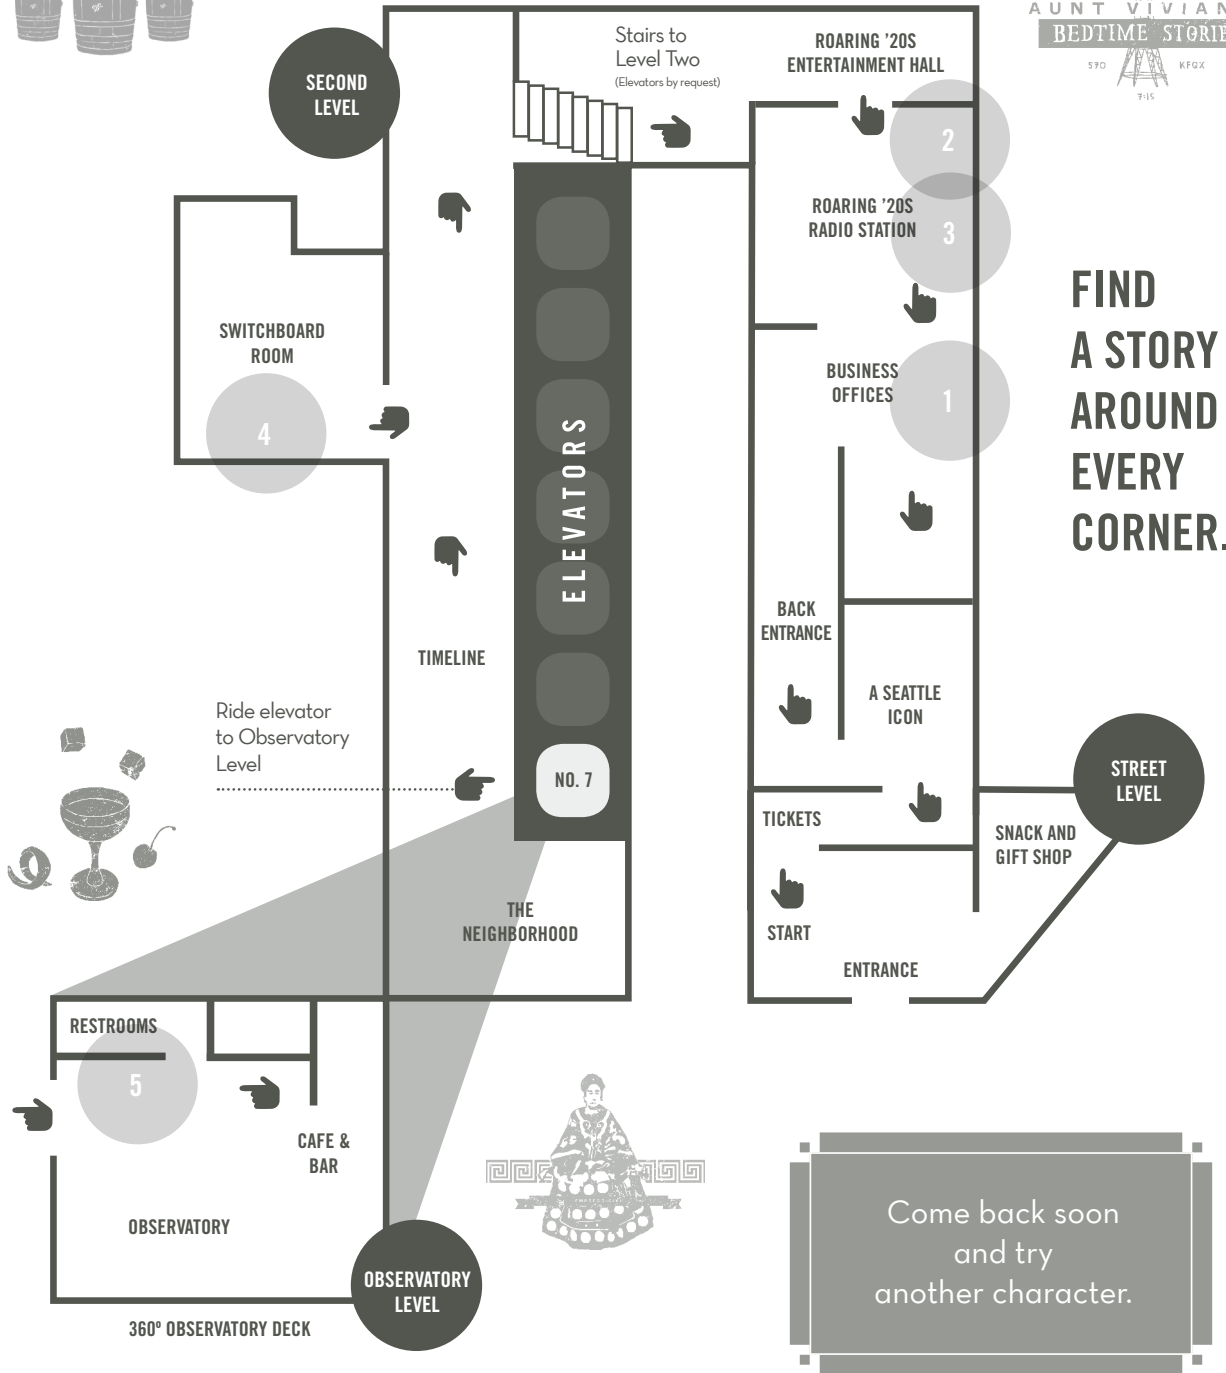 AUNT VIVIAN
BEDTIME STORIE
570
KFQX
7:15
SECOND
LEVEL
Stairs to
Level Two
(Elevators by request)
ROARING ’20S
ENTERTAINMENT HALL
2
ROARING ’20S
RADIO STATION
3
FIND
A STORY
AROUND
EVERY
CORNER.
SWITCHBOARD
ROOM
4
BUSINESS
OFFICES
1
ELEVATORS
BACK
ENTRANCE
TIMELINE
A SEATTLE
ICON
Ride elevator
to Observatory
Level
NO. 7
STREET
LEVEL
TICKETS
SNACK AND
GIFT SHOP
THE
NEIGHBORHOOD
START
ENTRANCE
RESTROOMS
5
CAFE &
BAR
OBSERVATORY
OBSERVATORY
LEVEL
360º OBSERVATORY DECK
Come back soon
and try
another character.